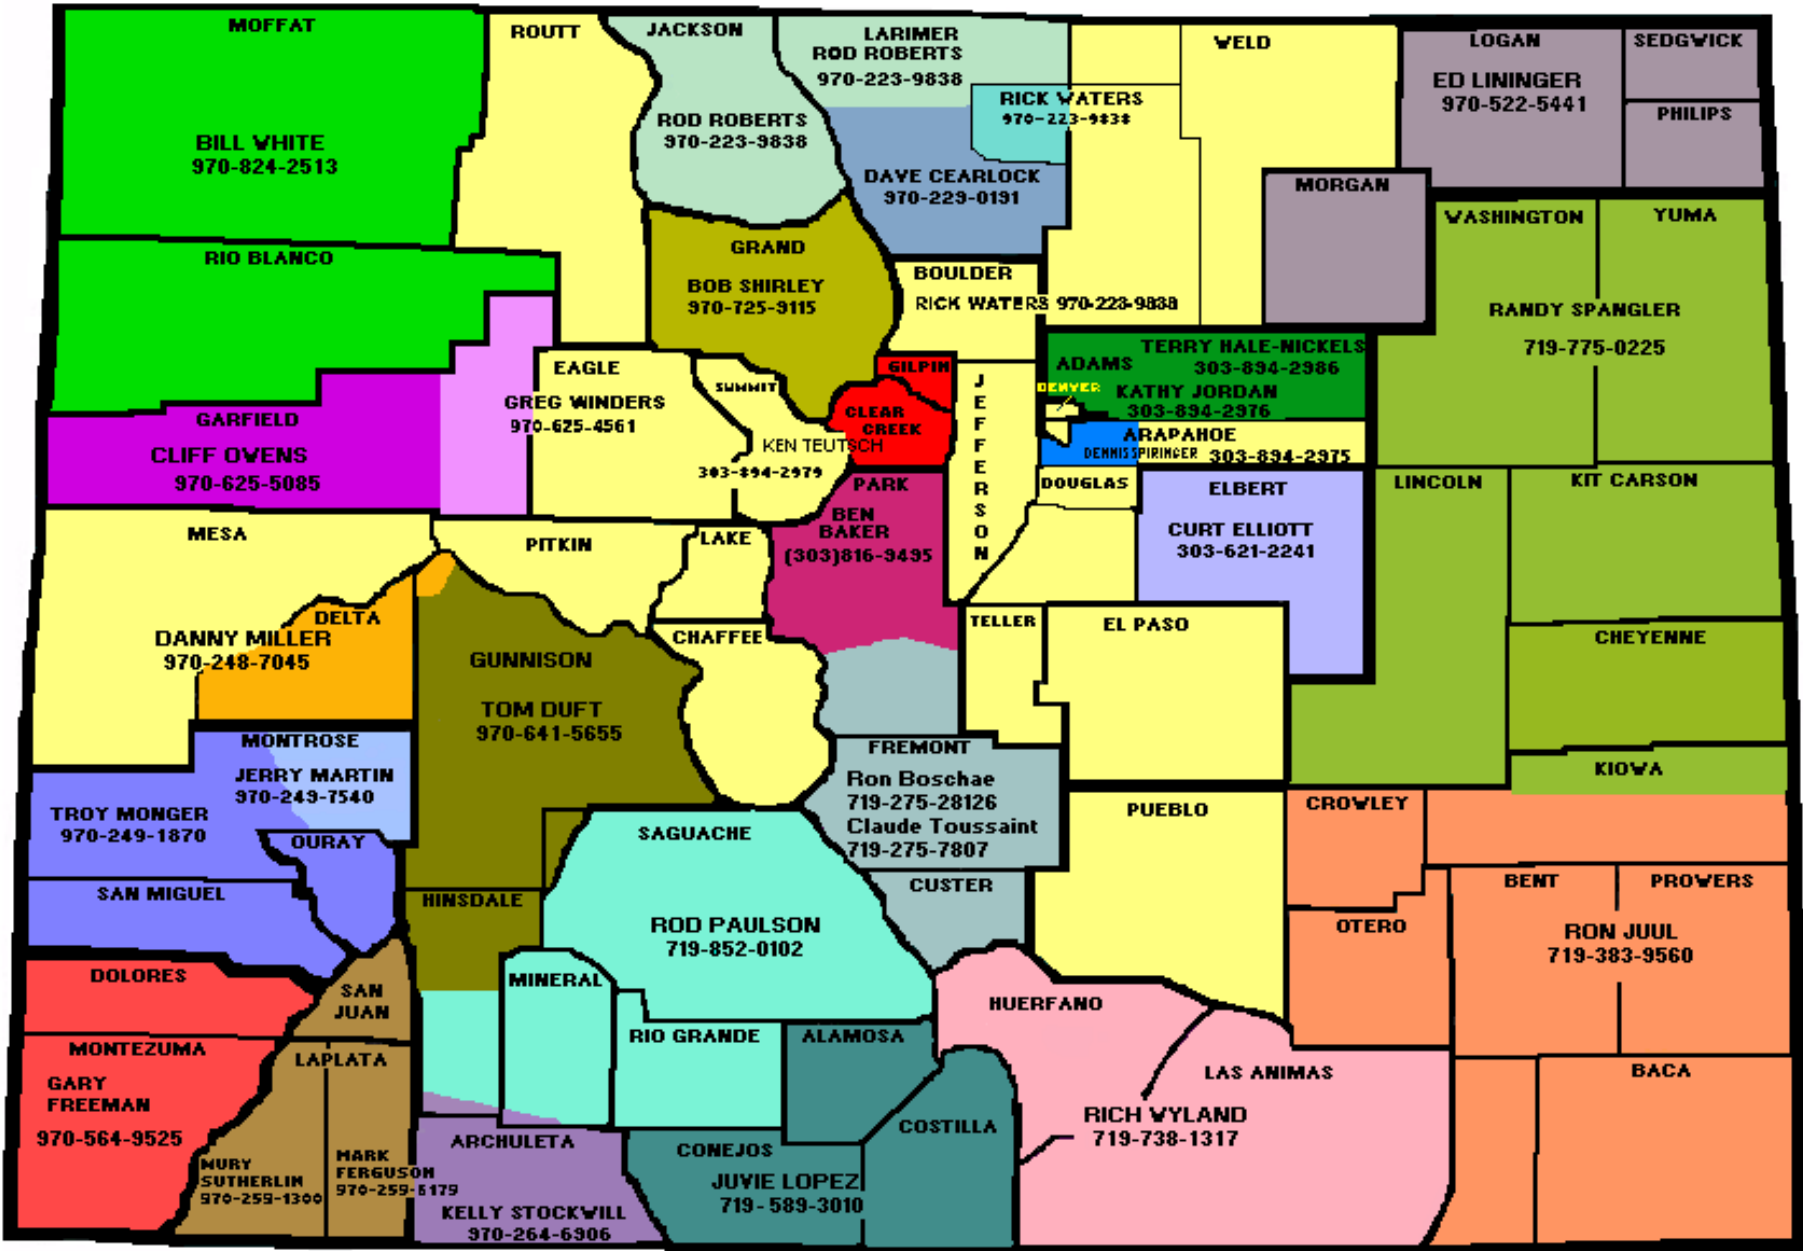 MOFFAT
BILL WHITE
970-824-2513
ROUTT
JACKSON
ROD ROBERTS
970-223-9838
LARIMER
ROD ROBERTS
970-223-9838
RICK WATERS
970-223-9838
DAVE CEARLOCK
970-229-0191
WELD
LOGAN
ED LININGER
970-522-5441
SEDGWICK
PHILIPS
MORGAN
WASHINGTON
YUMA
RANDY SPANGLER
719-775-0225
RIO BLANCO
GRAND
BOB SHIRLEY
970-725-9115
BOULDER
RICK WATERS 970-223-9838
GARFIELD
CLIFF OWENS
970-625-5085
EAGLE
GREG WINDERS
970-625-4561
SUMMIT
KEN TEUTSCH
303-894-2979
GILPIN
CLEAR
CREEK
JEFFERSON
ADAMS
TERRY HALE-NICKELS
303-894-2986
KATHY JORDAN
303-894-2976
DENVER
ARAPAHOE
DENNIS SPIRINGER 303-894-2975
DOUGLAS
ELBERT
CURT ELLIOTT
303-621-2241
LINCOLN
KIT CARSON
CHEYENNE
KIOWA
MESA
DANNY MILLER
970-248-7045
DELTA
PITKIN
LAKE
PARK
BEN
BAKER
(303)816-9495
CHAFFEE
TELLER
EL PASO
GUNNISON
TOM DUFT
970-641-5655
MONTROSE
JERRY MARTIN
970-249-7540
TROY MONGER
970-249-1870
OURAY
SAN MIGUEL
FREMONT
Ron Boschae
719-275-28126
Claude Toussaint
719-275-7807
CUSTER
PUEBLO
CROWLEY
OTERO
BENT
PROWERS
RON JUUL
719-383-9560
BACA
SAGUACHE
ROD PAULSON
719-852-0102
HINSDALE
MINERAL
RIO GRANDE
ALAMOSA
DOLORES
SAN
JUAN
MONTEZUMA
GARY
FREEMAN
970-564-9525
LAPLATA
MURY
SUTHERLIN
970-259-1300
MARK
FERGUSON
970-259-6179
ARCHULETA
KELLY STOCKWILL
970-264-6906
CONEJOS
JUVIE LOPEZ
719-589-3010
COSTILLA
HUERFANO
LAS ANIMAS
RICH WYLAND
719-738-1317